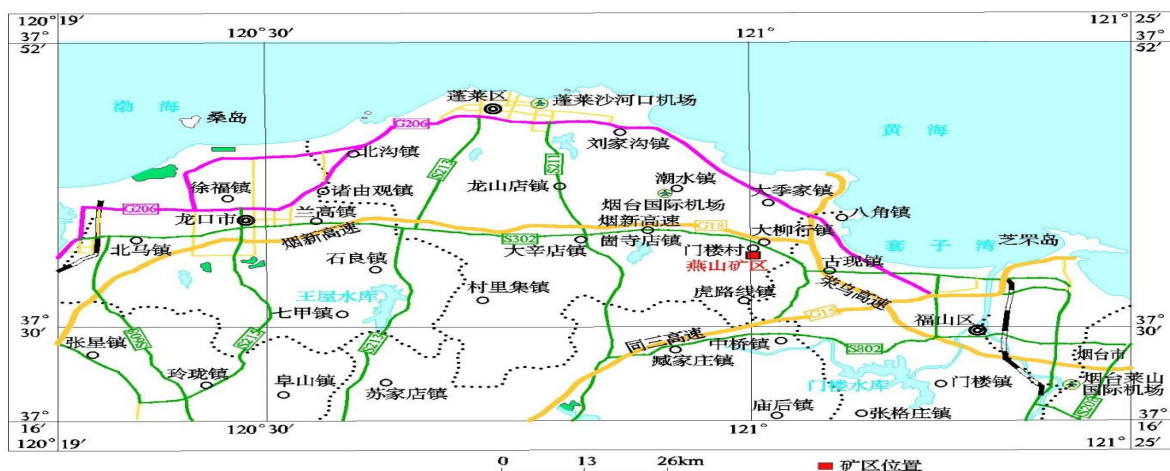 120° 19′
120° 30′
121°
121° 25′
37° 52′
37° 52′
渤 海
桑岛
蓬莱区
蓬莱沙河口机场
黄 海
G206
北沟镇
刘家沟镇
S213
S211
徐福镇
诸由观镇
龙山店镇
潮水镇
烟台国际机场
大季家镇
G206
龙口市
兰高镇
烟新高速
G18
八角镇
北马镇
烟新高速
S302
大辛店镇
崮寺店镇
大柳行镇
门楼村
套 子 湾
芝罘岛
石良镇
燕山矿区
古现镇
王屋水库
村里集镇
虎路线镇
荣乌高速
七甲镇
G15
福山区
37° 30′
37° 30′
张星镇
S215
S213
同三高速
中桥镇
S802
臧家庄镇
烟台市
玲珑镇
阜山镇
苏家店镇
门楼水库
门楼镇
烟台莱山
国际机场
庙后镇
张格庄镇
37° 16′
37° 16′
120° 19′
120° 30′
121°
121° 25′
0 13 26km
矿区位置